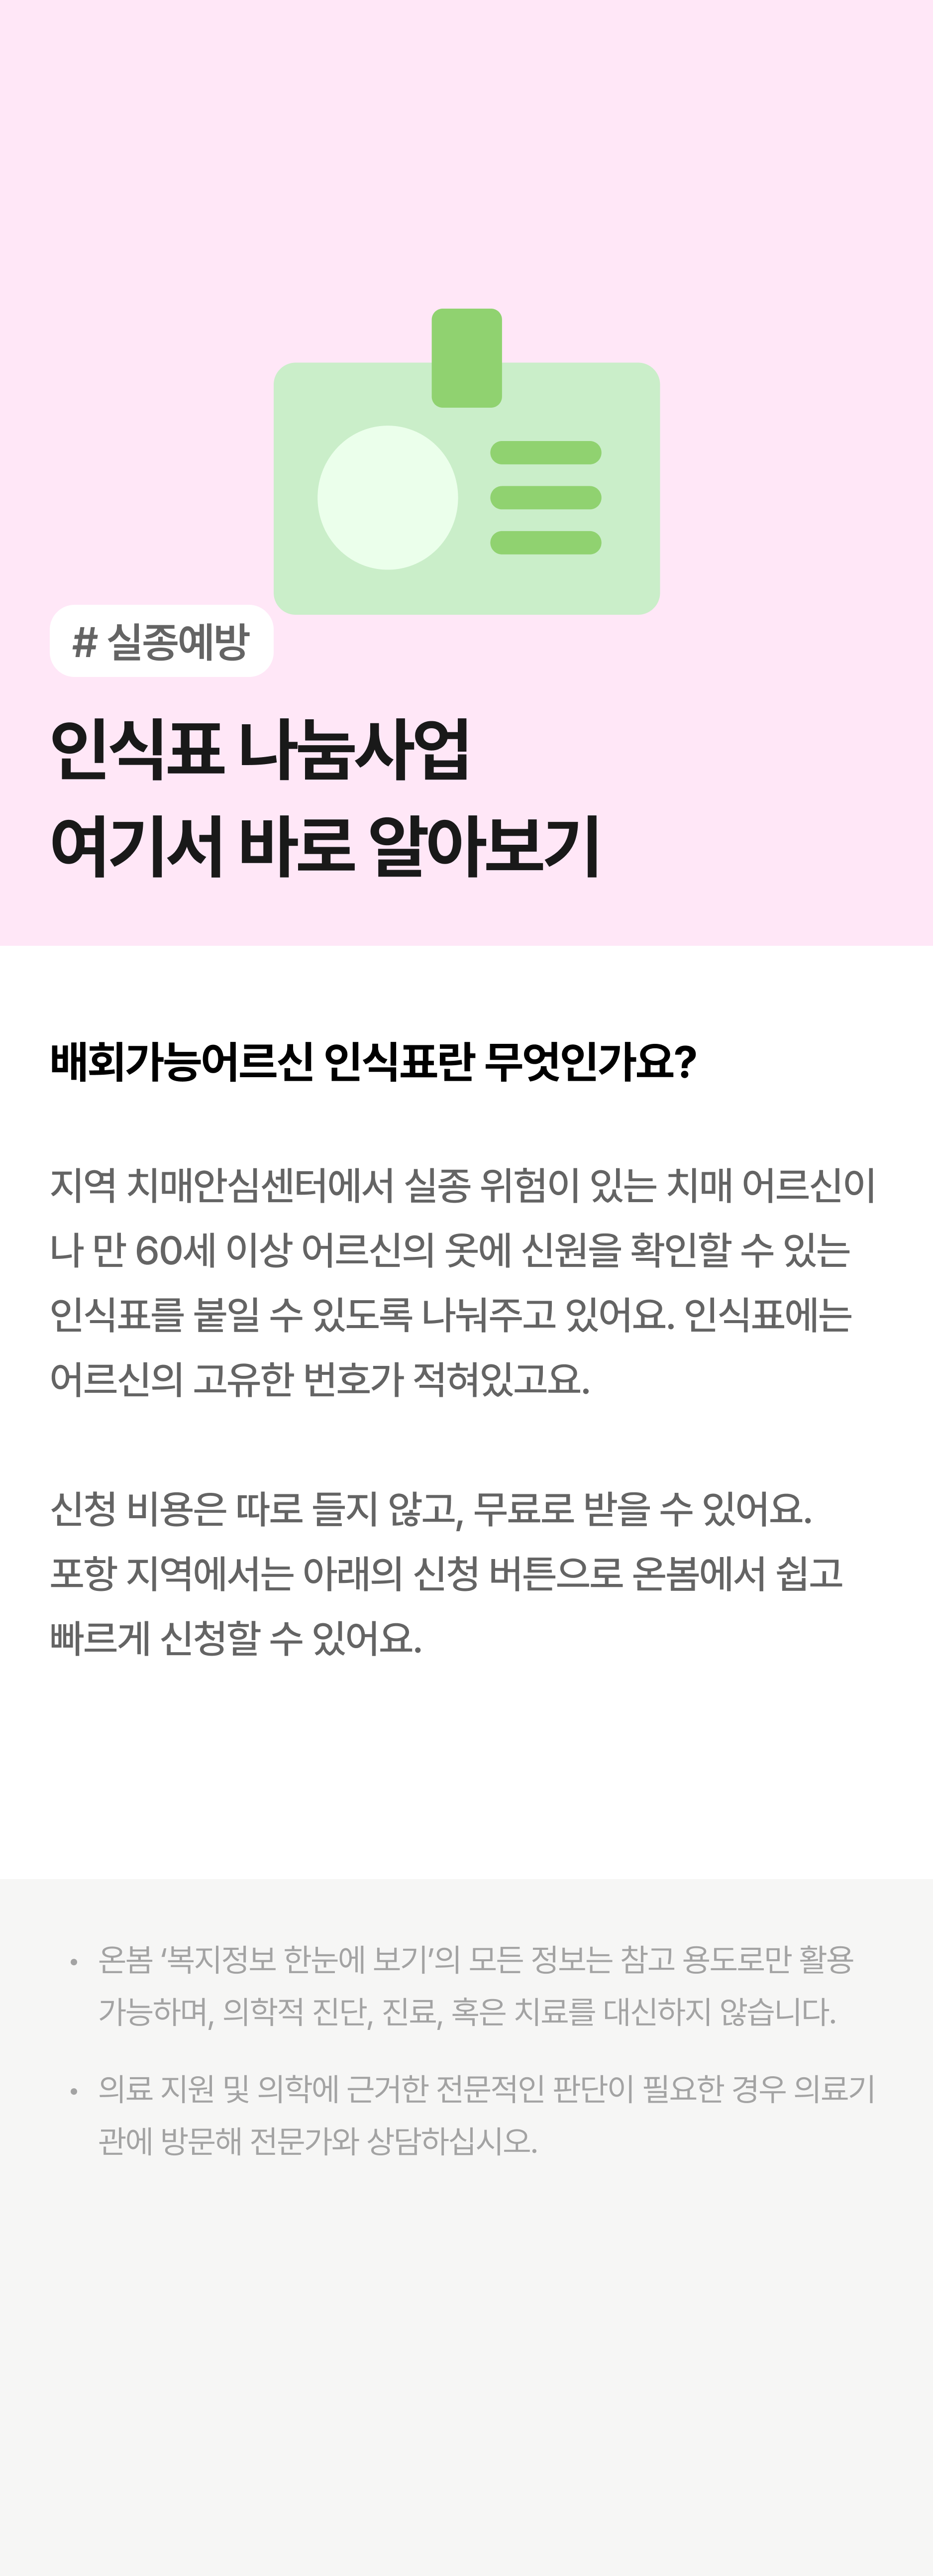 # 실종예방
인식표 나눔사업
여기서 바로 알아보기
배회가능어르신 인식표란 무엇인가요?
지역 치매안심센터에서 실종 위험이 있는 치매 어르신이
나 만 60세 이상 어르신의 옷에 신원을 확인할 수 있는
인식표를 붙일 수 있도록 나눠주고 있어요. 인식표에는
어르신의 고유한 번호가 적혀있고요.
신청 비용은 따로 들지 않고, 무료로 받을 수 있어요.
포항 지역에서는 아래의 신청 버튼으로 온봄에서 쉽고
빠르게 신청할 수 있어요.
• 온봄 ‘복지정보 한눈에 보기’의 모든 정보는 참고 용도로만 활용
가능하며, 의학적 진단, 진료, 혹은 치료를 대신하지 않습니다.
• 의료 지원 및 의학에 근거한 전문적인 판단이 필요한 경우 의료기
관에 방문해 전문가와 상담하십시오.